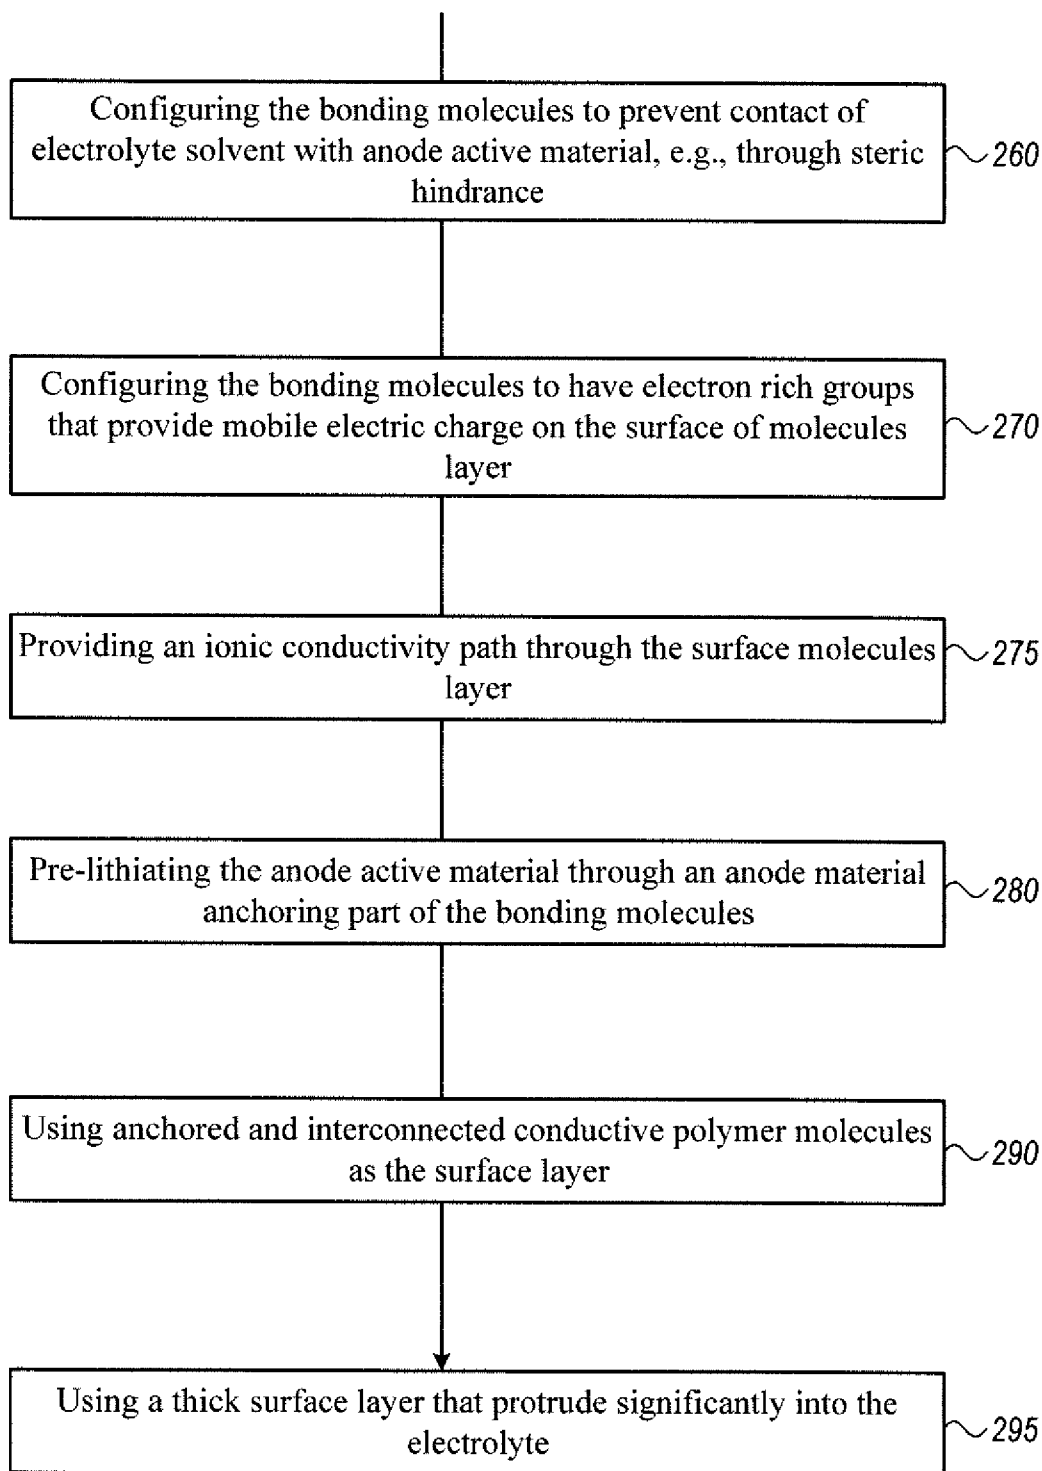 Configuring the bonding molecules to prevent contact of
electrolyte solvent with anode active material, e.g., through steric
hindrance
260
Configuring the bonding molecules to have electron rich groups
that provide mobile electric charge on the surface of molecules
layer
270
Providing an ionic conductivity path through the surface molecules
layer
275
Pre-lithiating the anode active material through an anode material
anchoring part of the bonding molecules
280
Using anchored and interconnected conductive polymer molecules
as the surface layer
290
Using a thick surface layer that protrude significantly into the
electrolyte
295